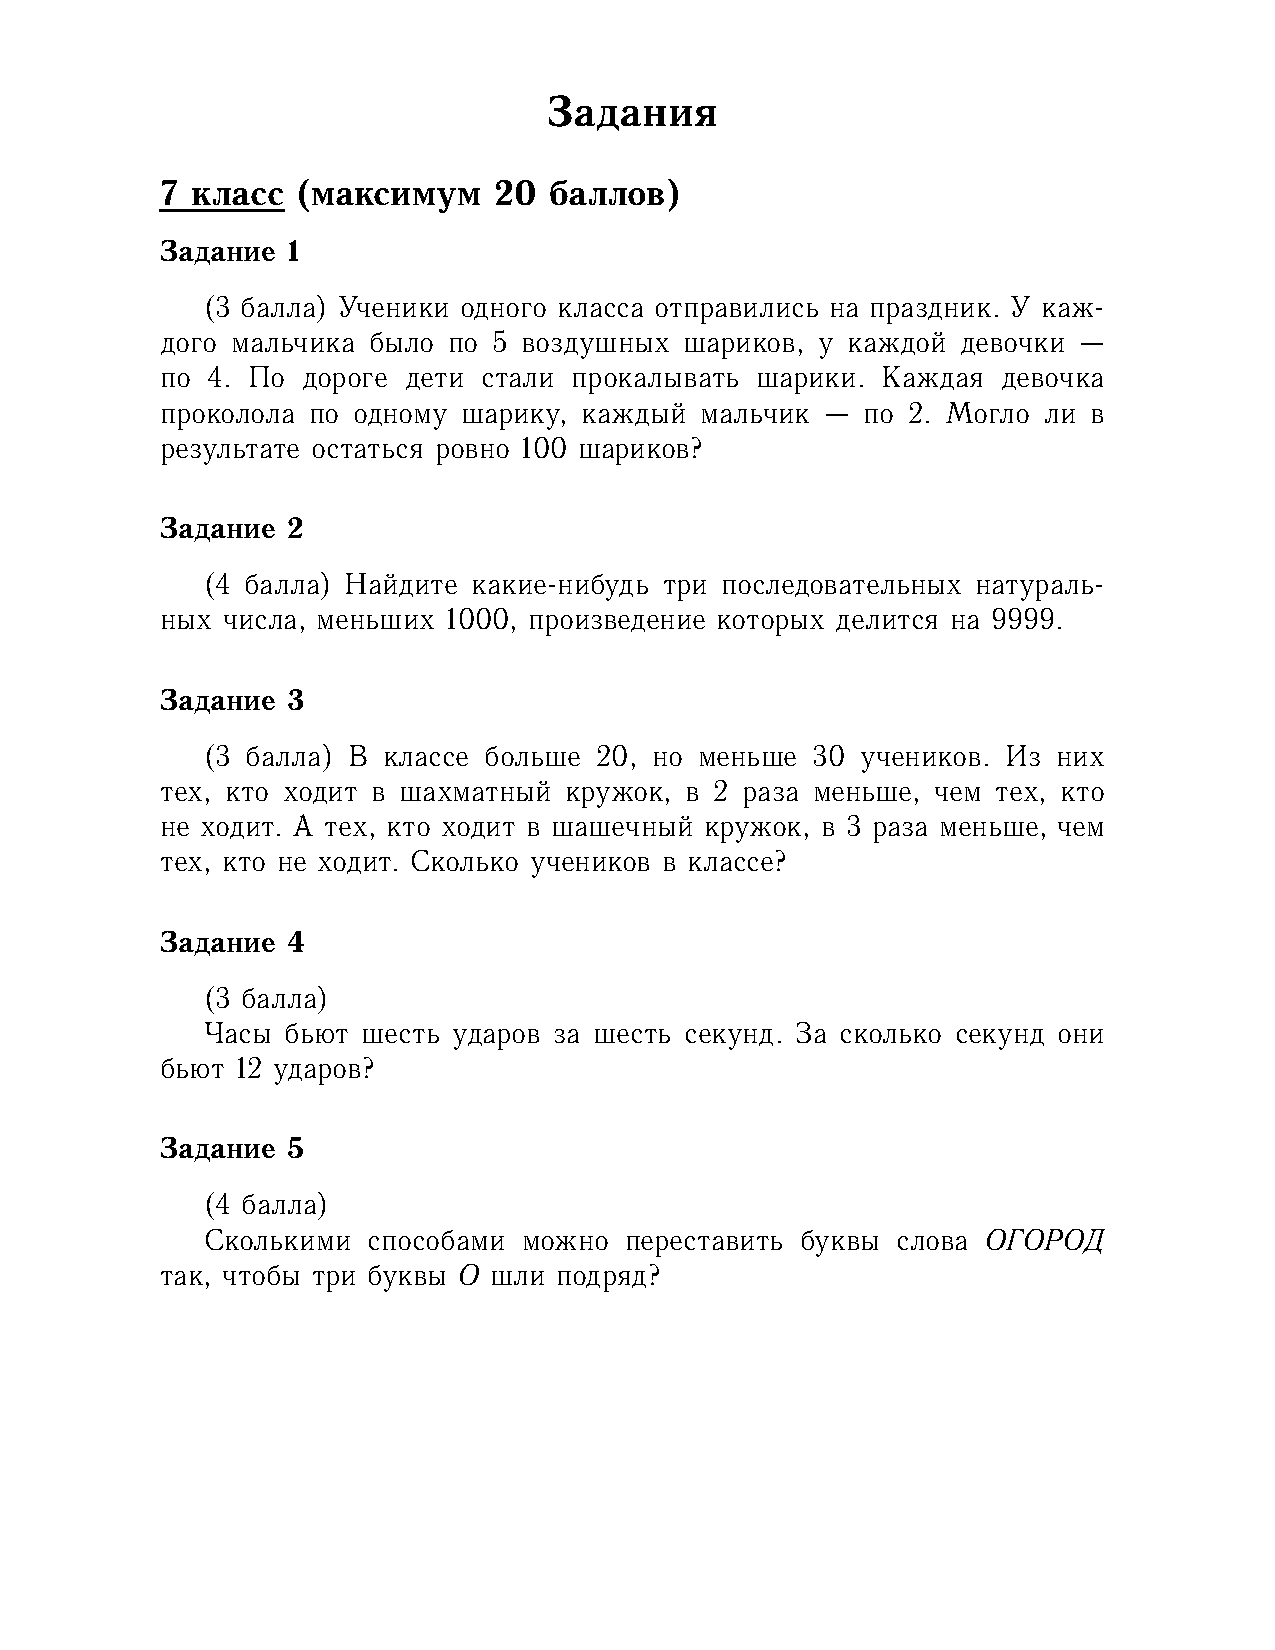 Задания
7 класс (максимум 20 баллов)
Задание 1
(3 балла) Ученики одного класса отправились на праздник. У каж-
дого мальчика было по 5 воздушных шариков, у каждой девочки —
по 4. По дороге дети стали прокалывать шарики. Каждая девочка
проколола по одному шарику, каждый мальчик — по 2. Могло ли в
результате остаться ровно 100 шариков?
Задание 2
(4 балла) Найдите какие-нибудь три последовательных натураль-
ных числа, меньших 1000, произведение которых делится на 9999.
Задание 3
(3 балла) В классе больше 20, но меньше 30 учеников. Из них
тех, кто ходит в шахматный кружок, в 2 раза меньше, чем тех, кто
не ходит. А тех, кто ходит в шашечный кружок, в 3 раза меньше, чем
тех, кто не ходит. Сколько учеников в классе?
Задание 4
(3 балла)
Часы бьют шесть ударов за шесть секунд. За сколько секунд они
бьют 12 ударов?
Задание 5
(4 балла)
Сколькими способами можно переставить буквы слова ОГОРОД
так, чтобы три буквы О шли подряд?